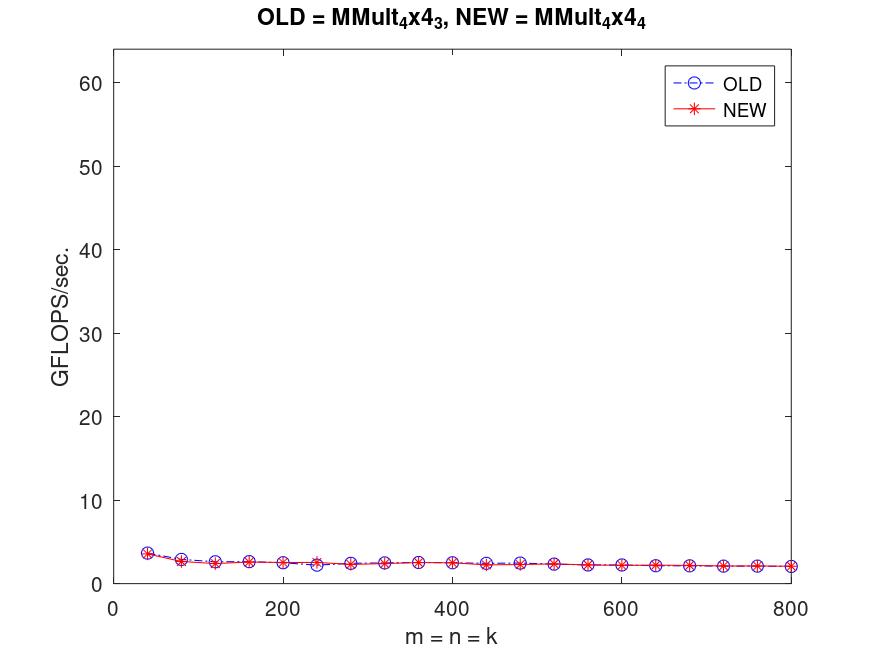 OLD = MMult₄x4₃, NEW = MMult₄x4₄
OLD
NEW
60
50
40
30
20
10
0
GFLOPS/sec.
0 200 400 600 800
m = n = k